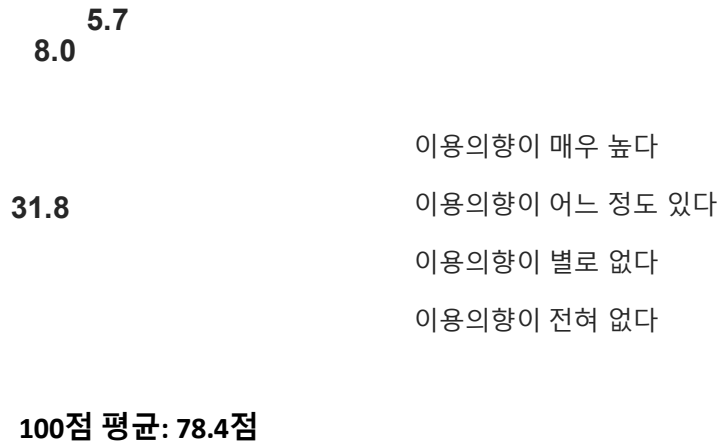 5.7
8.0
이용의향이 매우 높다
31.8
이용의향이 어느 정도 있다
이용의향이 별로 없다
이용의향이 전혀 없다
100점 평균: 78.4점